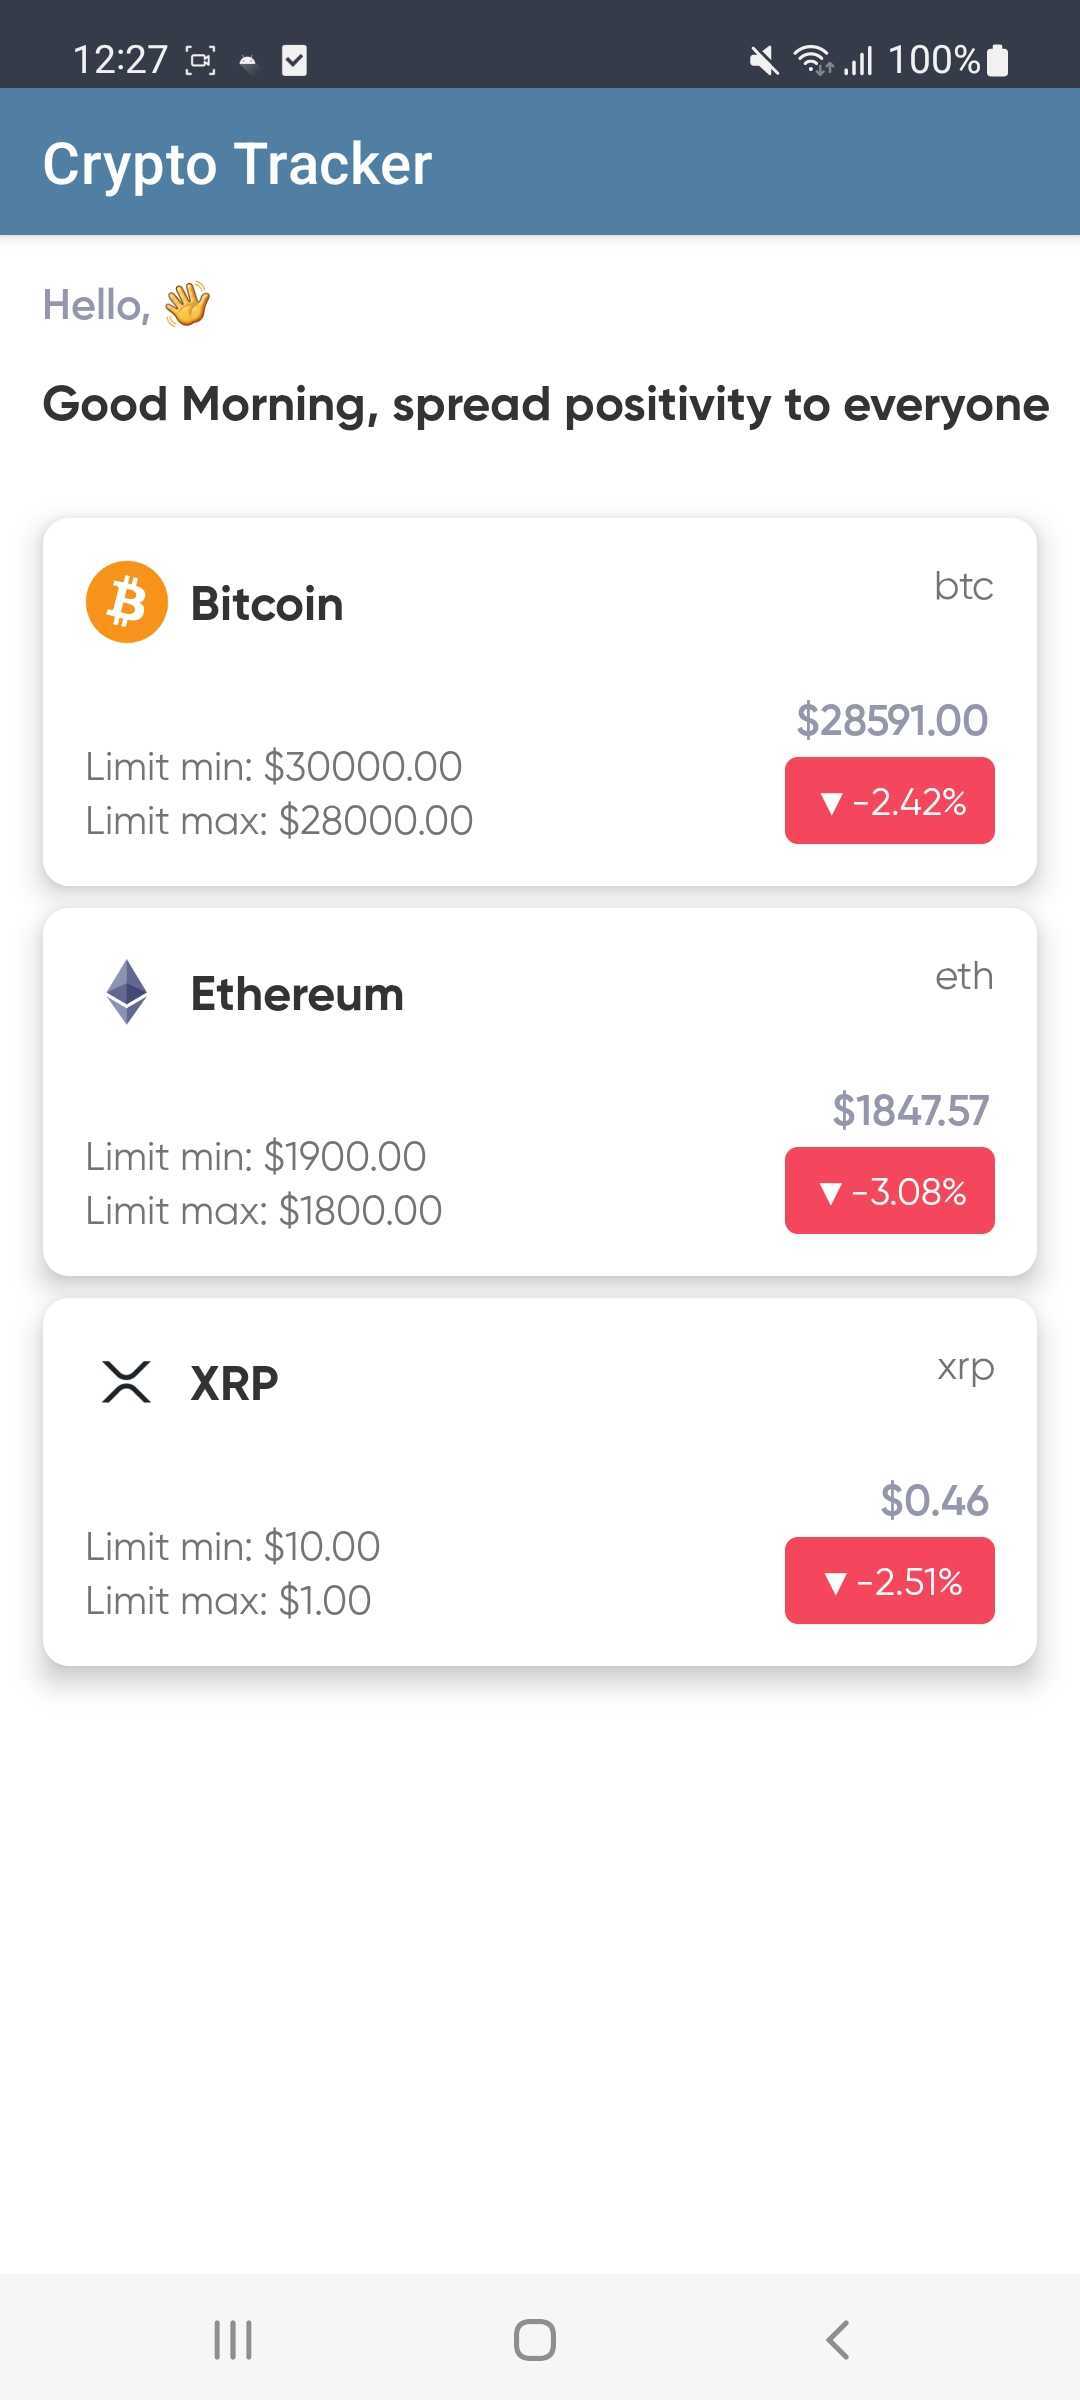 12:27 100%
Crypto Tracker
Hello, 👋
Good Morning, spread positivity to everyone
Bitcoin
btc
$28591.00
Limit min: $30000.00
Limit max: $28000.00
▼ -2.42%
Ethereum
eth
$1847.57
Limit min: $1900.00
Limit max: $1800.00
▼ -3.08%
XRP
xrp
$0.46
Limit min: $10.00
Limit max: $1.00
▼ -2.51%